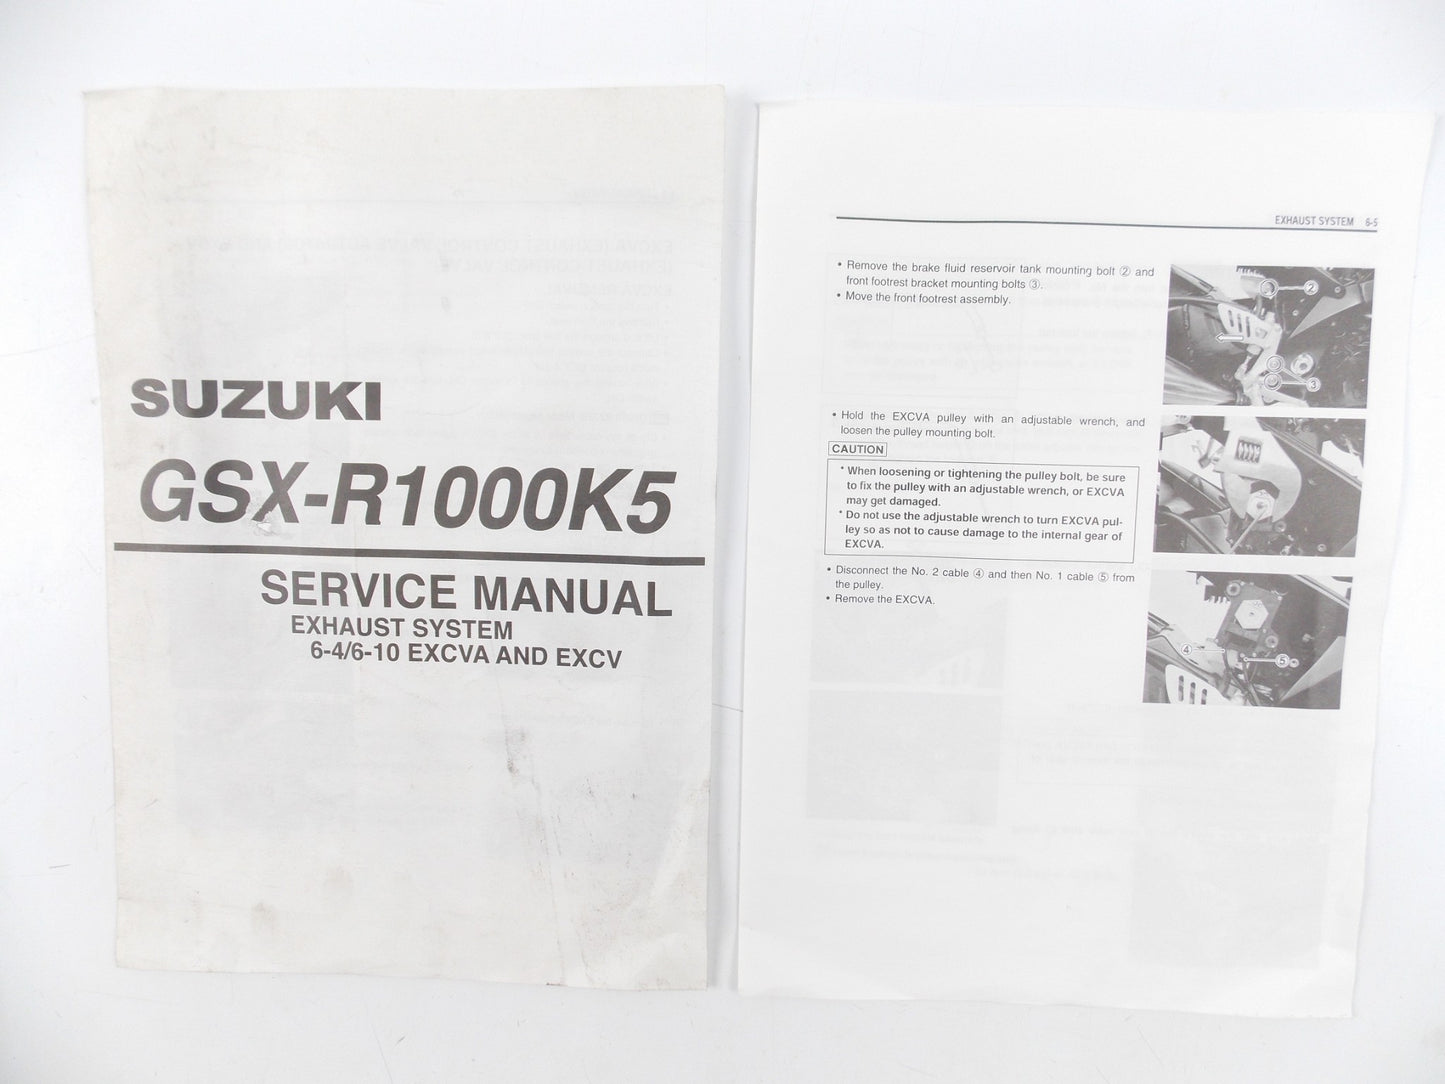 SUZUKI
GSX-R1000K5
SERVICE MANUAL
EXHAUST SYSTEM
6-4/6-10 EXCVA AND EXCV
EXHAUST SYSTEM 6-5
• Remove the brake fluid reservoir tank mounting bolt ② and
front footrest bracket mounting bolts ③.
• Move the front footrest assembly.
②
③
• Hold the EXCVA pulley with an adjustable wrench, and
loosen the pulley mounting bolt.
CAUTION
* When loosening or tightening the pulley bolt, be sure
to fix the pulley with an adjustable wrench, or EXCVA
may get damaged.
* Do not use the adjustable wrench to turn EXCVA pul-
ley so as not to cause damage to the internal gear of
EXCVA.
• Disconnect the No. 2 cable ④ and then No. 1 cable ⑤ from
the pulley.
• Remove the EXCVA.
④
⑤